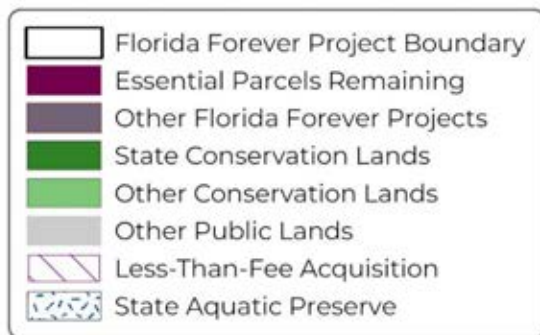 Florida Forever Project Boundary
Essential Parcels Remaining
Other Florida Forever Projects
State Conservation Lands
Other Conservation Lands
Other Public Lands
Less-Than-Fee Acquisition
State Aquatic Preserve